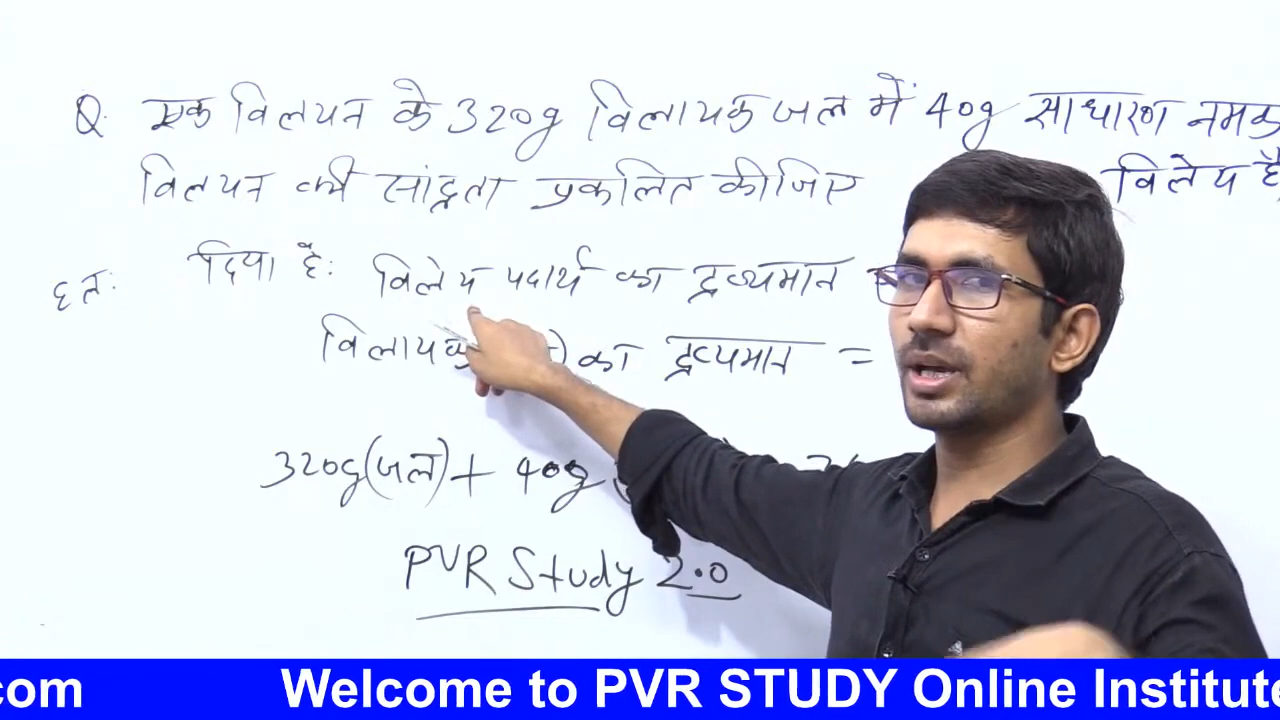 Q. एक विलयन के 320g विलायक जल में 40g साधारण नमक विलेय है
विलयन की सांद्रता प्रकलित कीजिए
हल: दिया है: विलेय पदार्थ का द्रव्यमान =
विलायक का द्रव्यमान =
320g(जल) + 40g
PVR Study 2.0
.com Welcome to PVR STUDY Online Institute